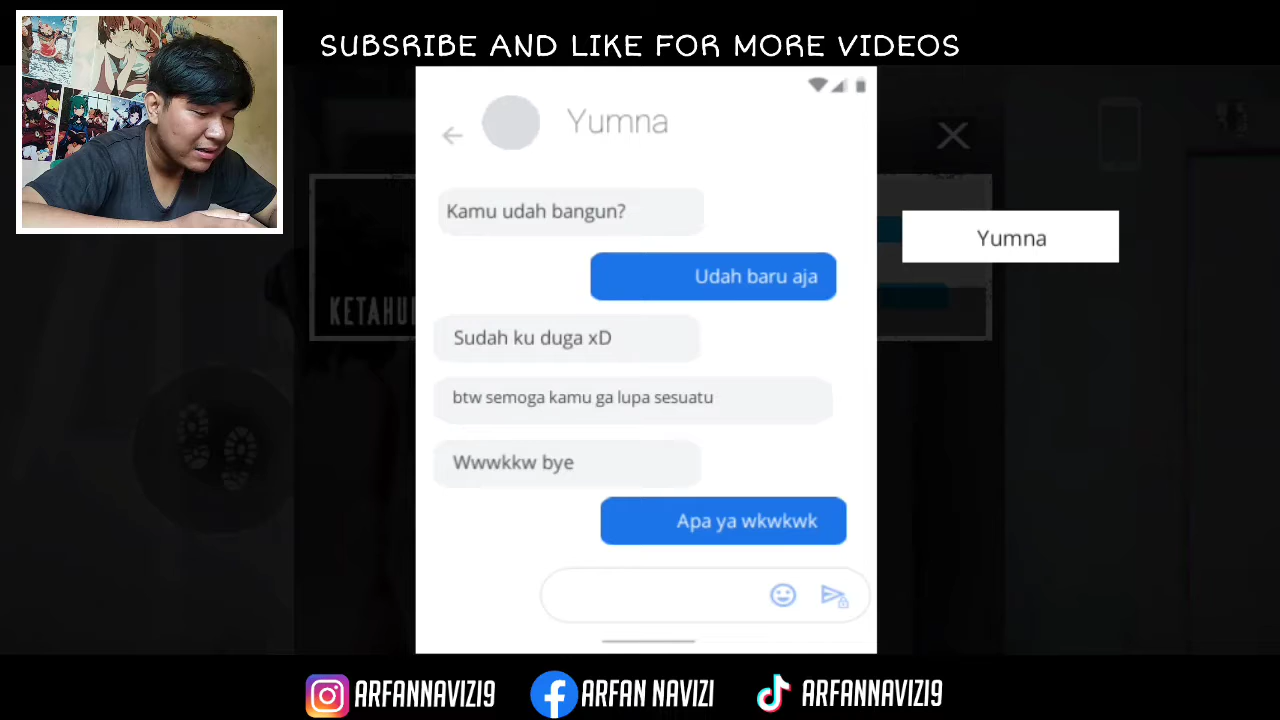 SUBSRIBE AND LIKE FOR MORE VIDEOS
Yumna
Kamu udah bangun?
Udah baru aja
Sudah ku duga xD
btw semoga kamu ga lupa sesuatu
Wwwkkw bye
Apa ya wkwkwk
Yumna
KETAHU
ARFANNAVIZI9
ARFAN NAVIZI
ARFANNAVIZI9